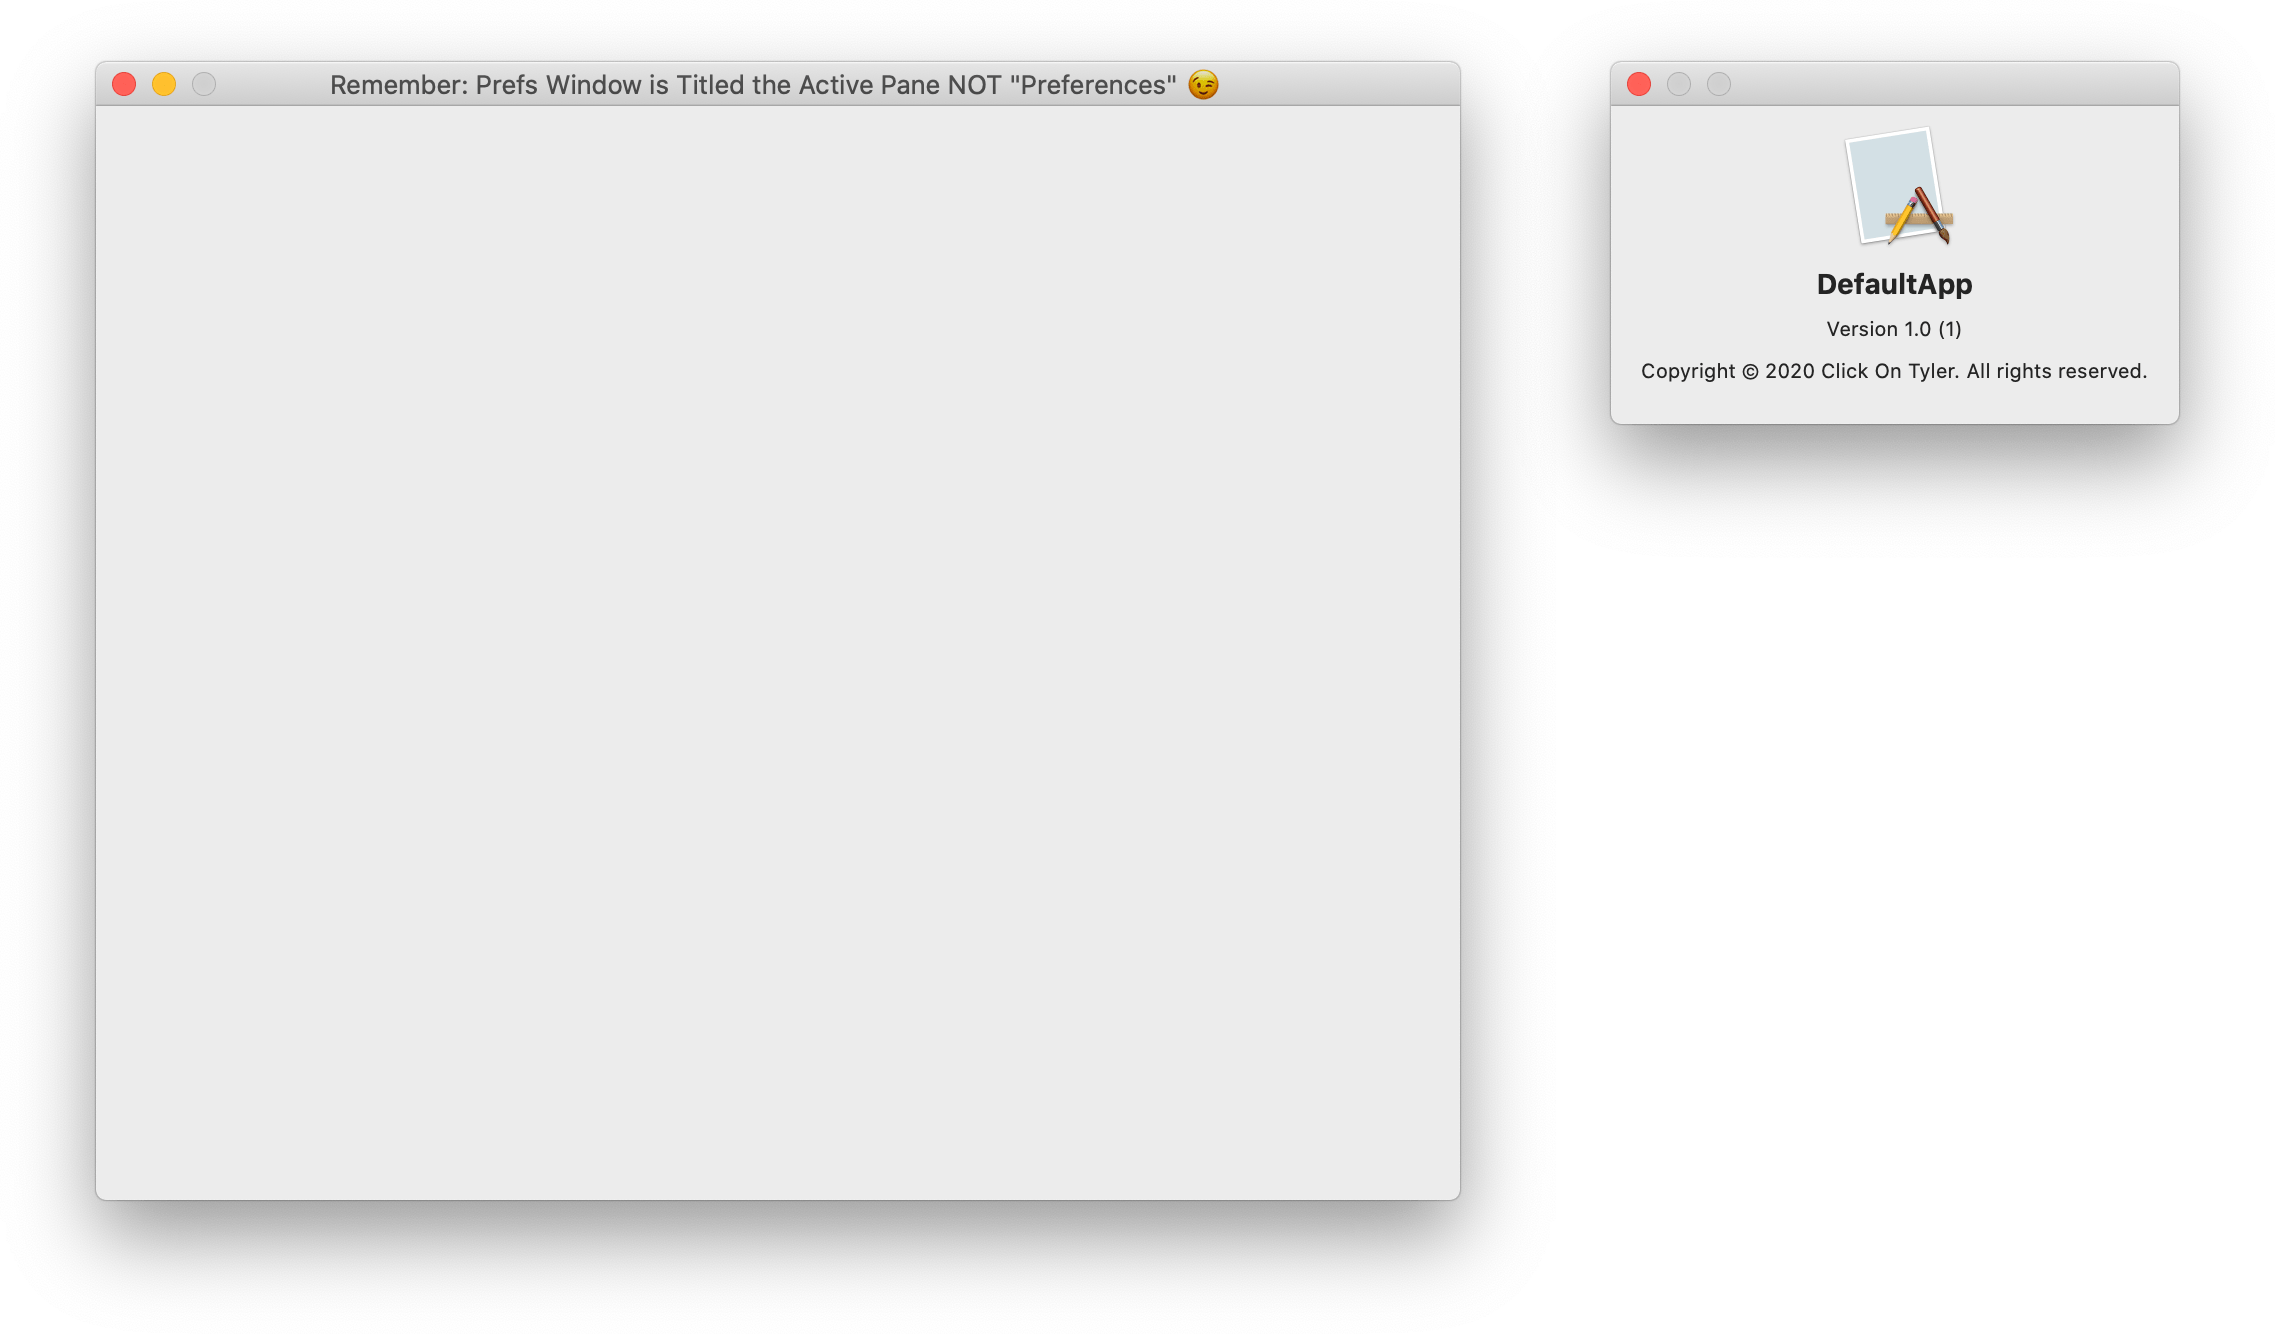 Remember: Prefs Window is Titled the Active Pane NOT "Preferences" 😉
DefaultApp
Version 1.0 (1)
Copyright © 2020 Click On Tyler. All rights reserved.